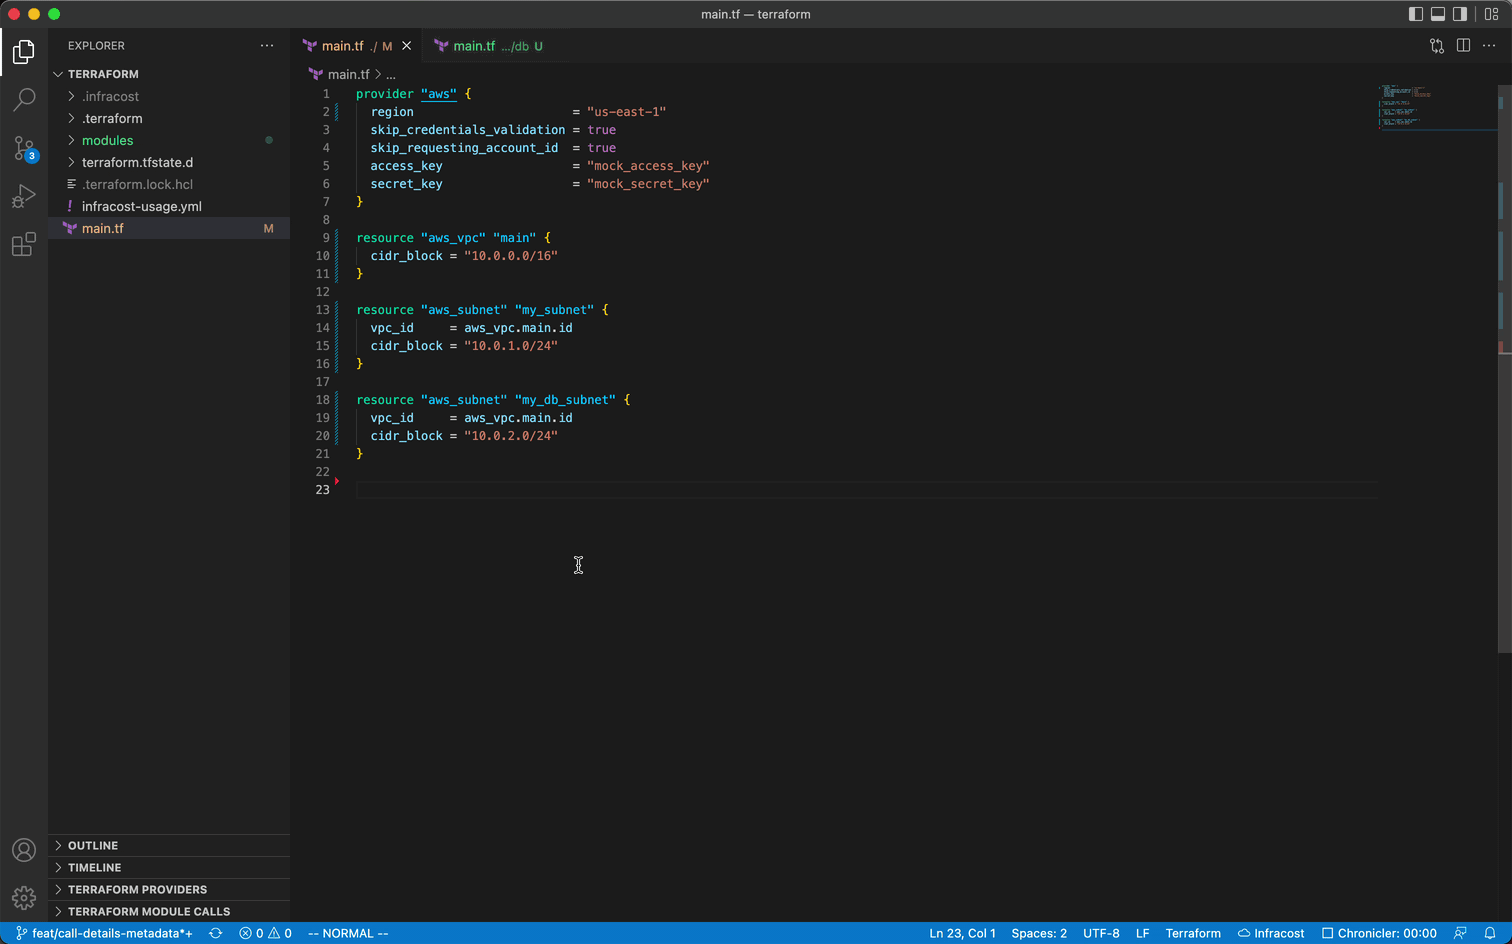 main.tf — terraform
EXPLORER
TERRAFORM
.infracost
.terraform
modules
terraform.tfstate.d
.terraform.lock.hcl
! infracost-usage.yml
main.tf M
OUTLINE
TIMELINE
TERRAFORM PROVIDERS
TERRAFORM MODULE CALLS
3
main.tf ./ M
main.tf .../db U
main.tf > ...
1 provider "aws" {
2   region                      = "us-east-1"
3   skip_credentials_validation = true
4   skip_requesting_account_id  = true
5   access_key                  = "mock_access_key"
6   secret_key                  = "mock_secret_key"
7 }
8
9 resource "aws_vpc" "main" {
10   cidr_block = "10.0.0.0/16"
11 }
12
13 resource "aws_subnet" "my_subnet" {
14   vpc_id     = aws_vpc.main.id
15   cidr_block = "10.0.1.0/24"
16 }
17
18 resource "aws_subnet" "my_db_subnet" {
19   vpc_id     = aws_vpc.main.id
20   cidr_block = "10.0.2.0/24"
21 }
22
23
feat/call-details-metadata*+ 0 0 -- NORMAL -- Ln 23, Col 1 Spaces: 2 UTF-8 LF Terraform Infracost Chronicler: 00:00